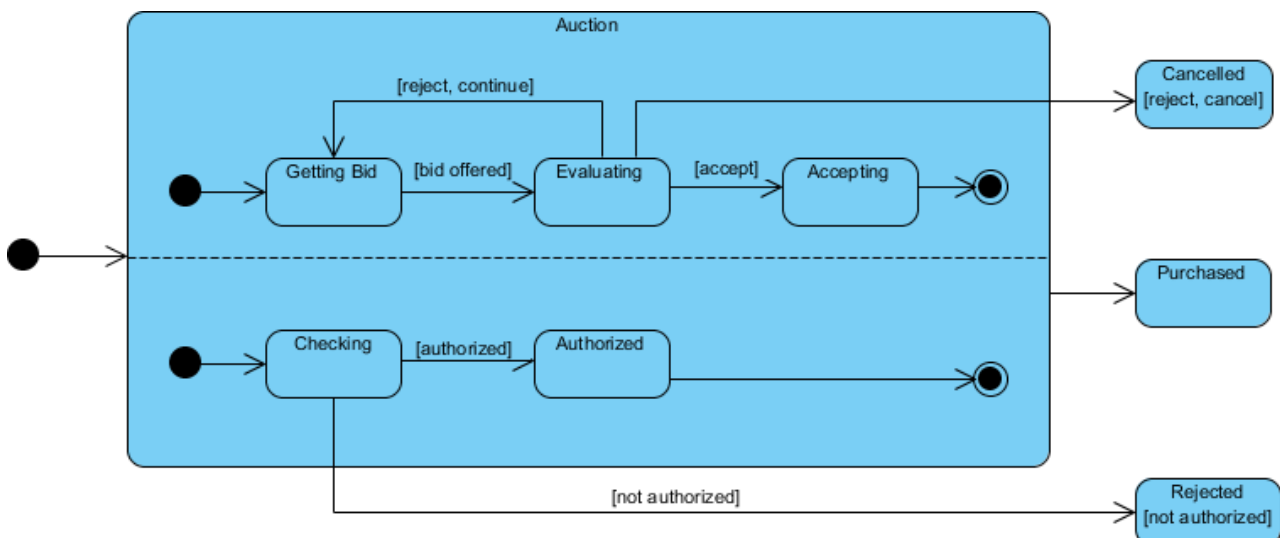 Auction
[reject, continue]
Cancelled
[reject, cancel]
Getting Bid
[bid offered]
Evaluating
[accept]
Accepting
Purchased
Checking
[authorized]
Authorized
[not authorized]
Rejected
[not authorized]